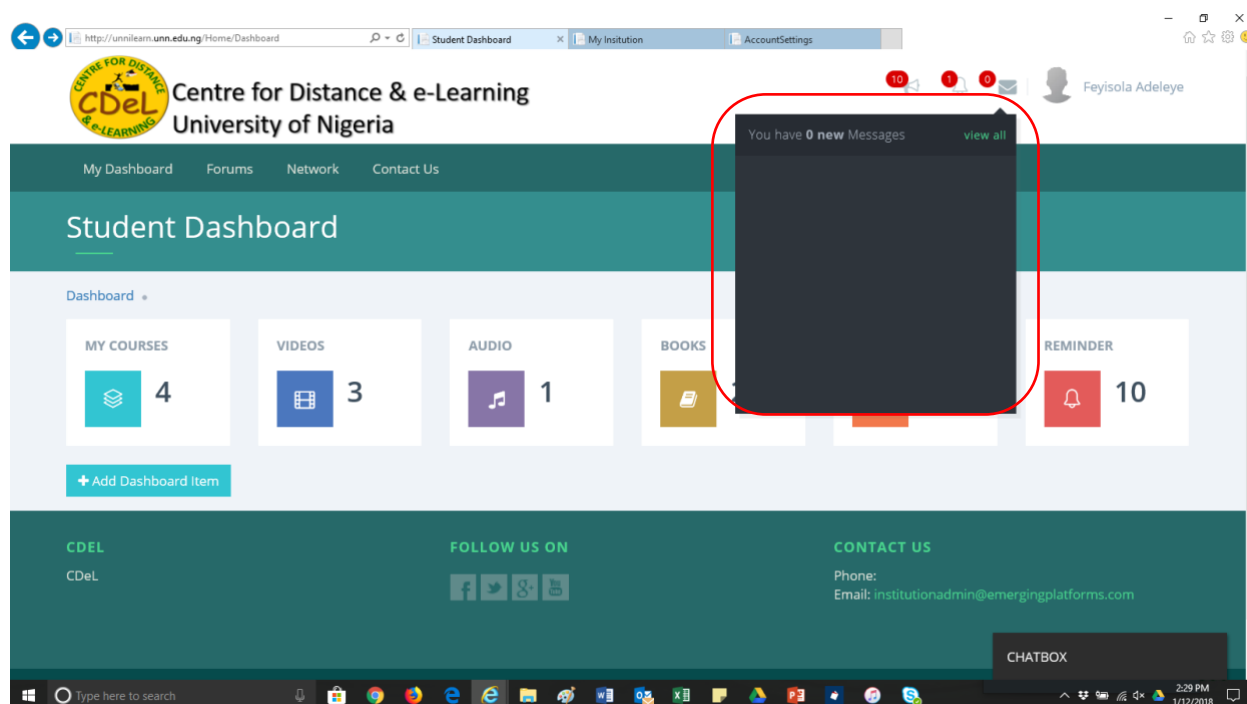 http://unnilearn.unn.edu.ng/Home/Dashboard
Student Dashboard
My Insitution
AccountSettings
CENTRE FOR DISTANCE
CDeL
& e-LEARNING
Centre for Distance & e-Learning
University of Nigeria
10
1
0
Feyisola Adeleye
You have 0 new Messages
view all
My Dashboard
Forums
Network
Contact Us
Student Dashboard
Dashboard
MY COURSES
4
VIDEOS
3
AUDIO
1
BOOKS
REMINDER
10
+ Add Dashboard Item
CDEL
CDeL
FOLLOW US ON
CONTACT US
Phone:
Email: institutionadmin@emergingplatforms.com
CHATBOX
Type here to search
2:29 PM
1/12/2018